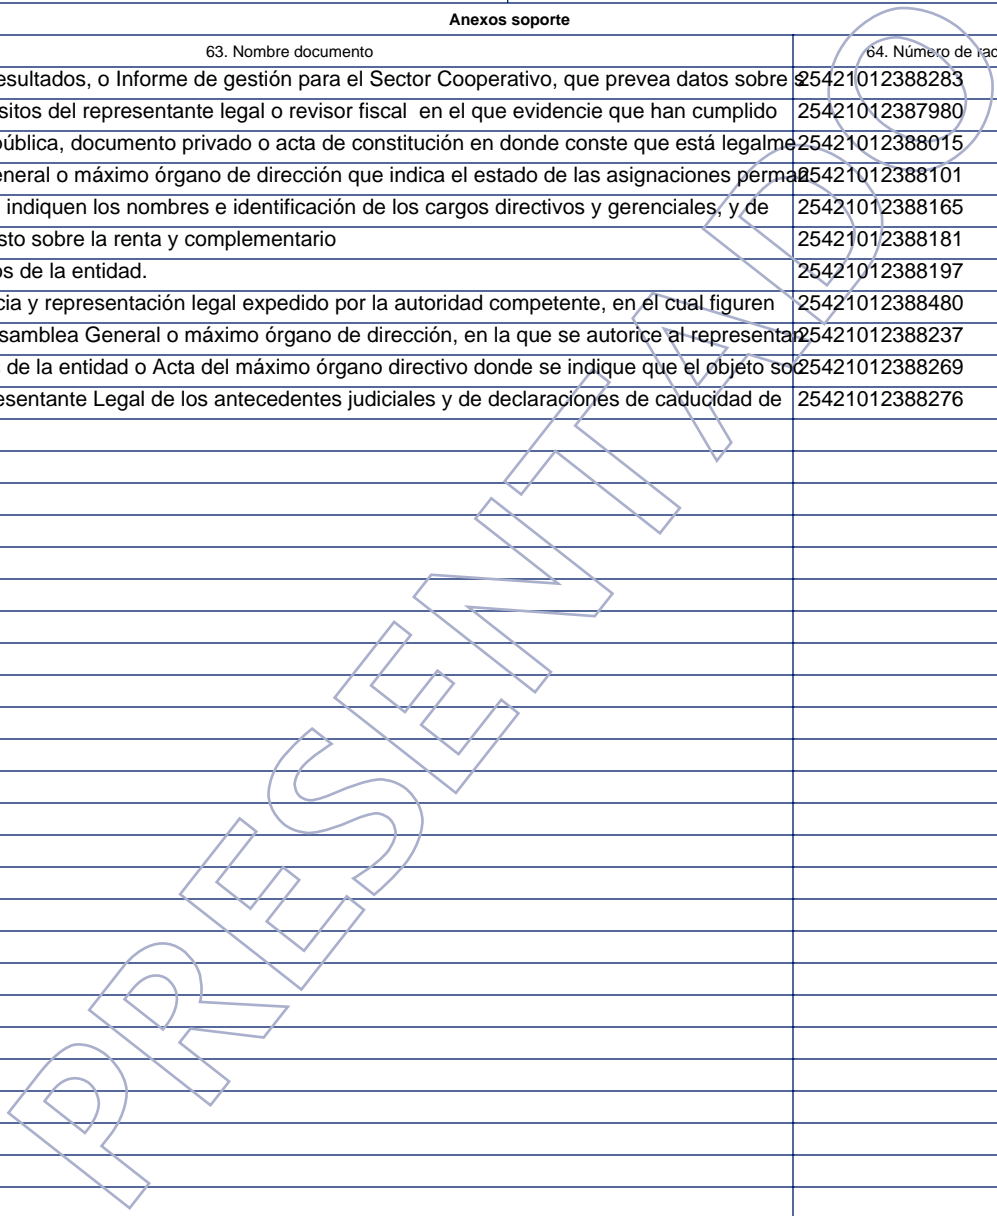 Anexos soporte
63. Nombre documento 64. Número de rad
esultados, o Informe de gestión para el Sector Cooperativo, que prevea datos sobre s 25421012388283
sitos del representante legal o revisor fiscal en el que evidencie que han cumplido 25421012387980
pública, documento privado o acta de constitución en donde conste que está legalme 25421012388015
eneral o máximo órgano de dirección que indica el estado de las asignaciones perman 25421012388101
indiquen los nombres e identificación de los cargos directivos y gerenciales, y de 25421012388165
sto sobre la renta y complementario 25421012388181
os de la entidad. 25421012388197
cia y representación legal expedido por la autoridad competente, en el cual figuren 25421012388480
samblea General o máximo órgano de dirección, en la que se autorice al representan 25421012388237
de la entidad o Acta del máximo órgano directivo donde se indique que el objeto soc 25421012388269
esentante Legal de los antecedentes judiciales y de declaraciones de caducidad de 25421012388276
PRESENTADO